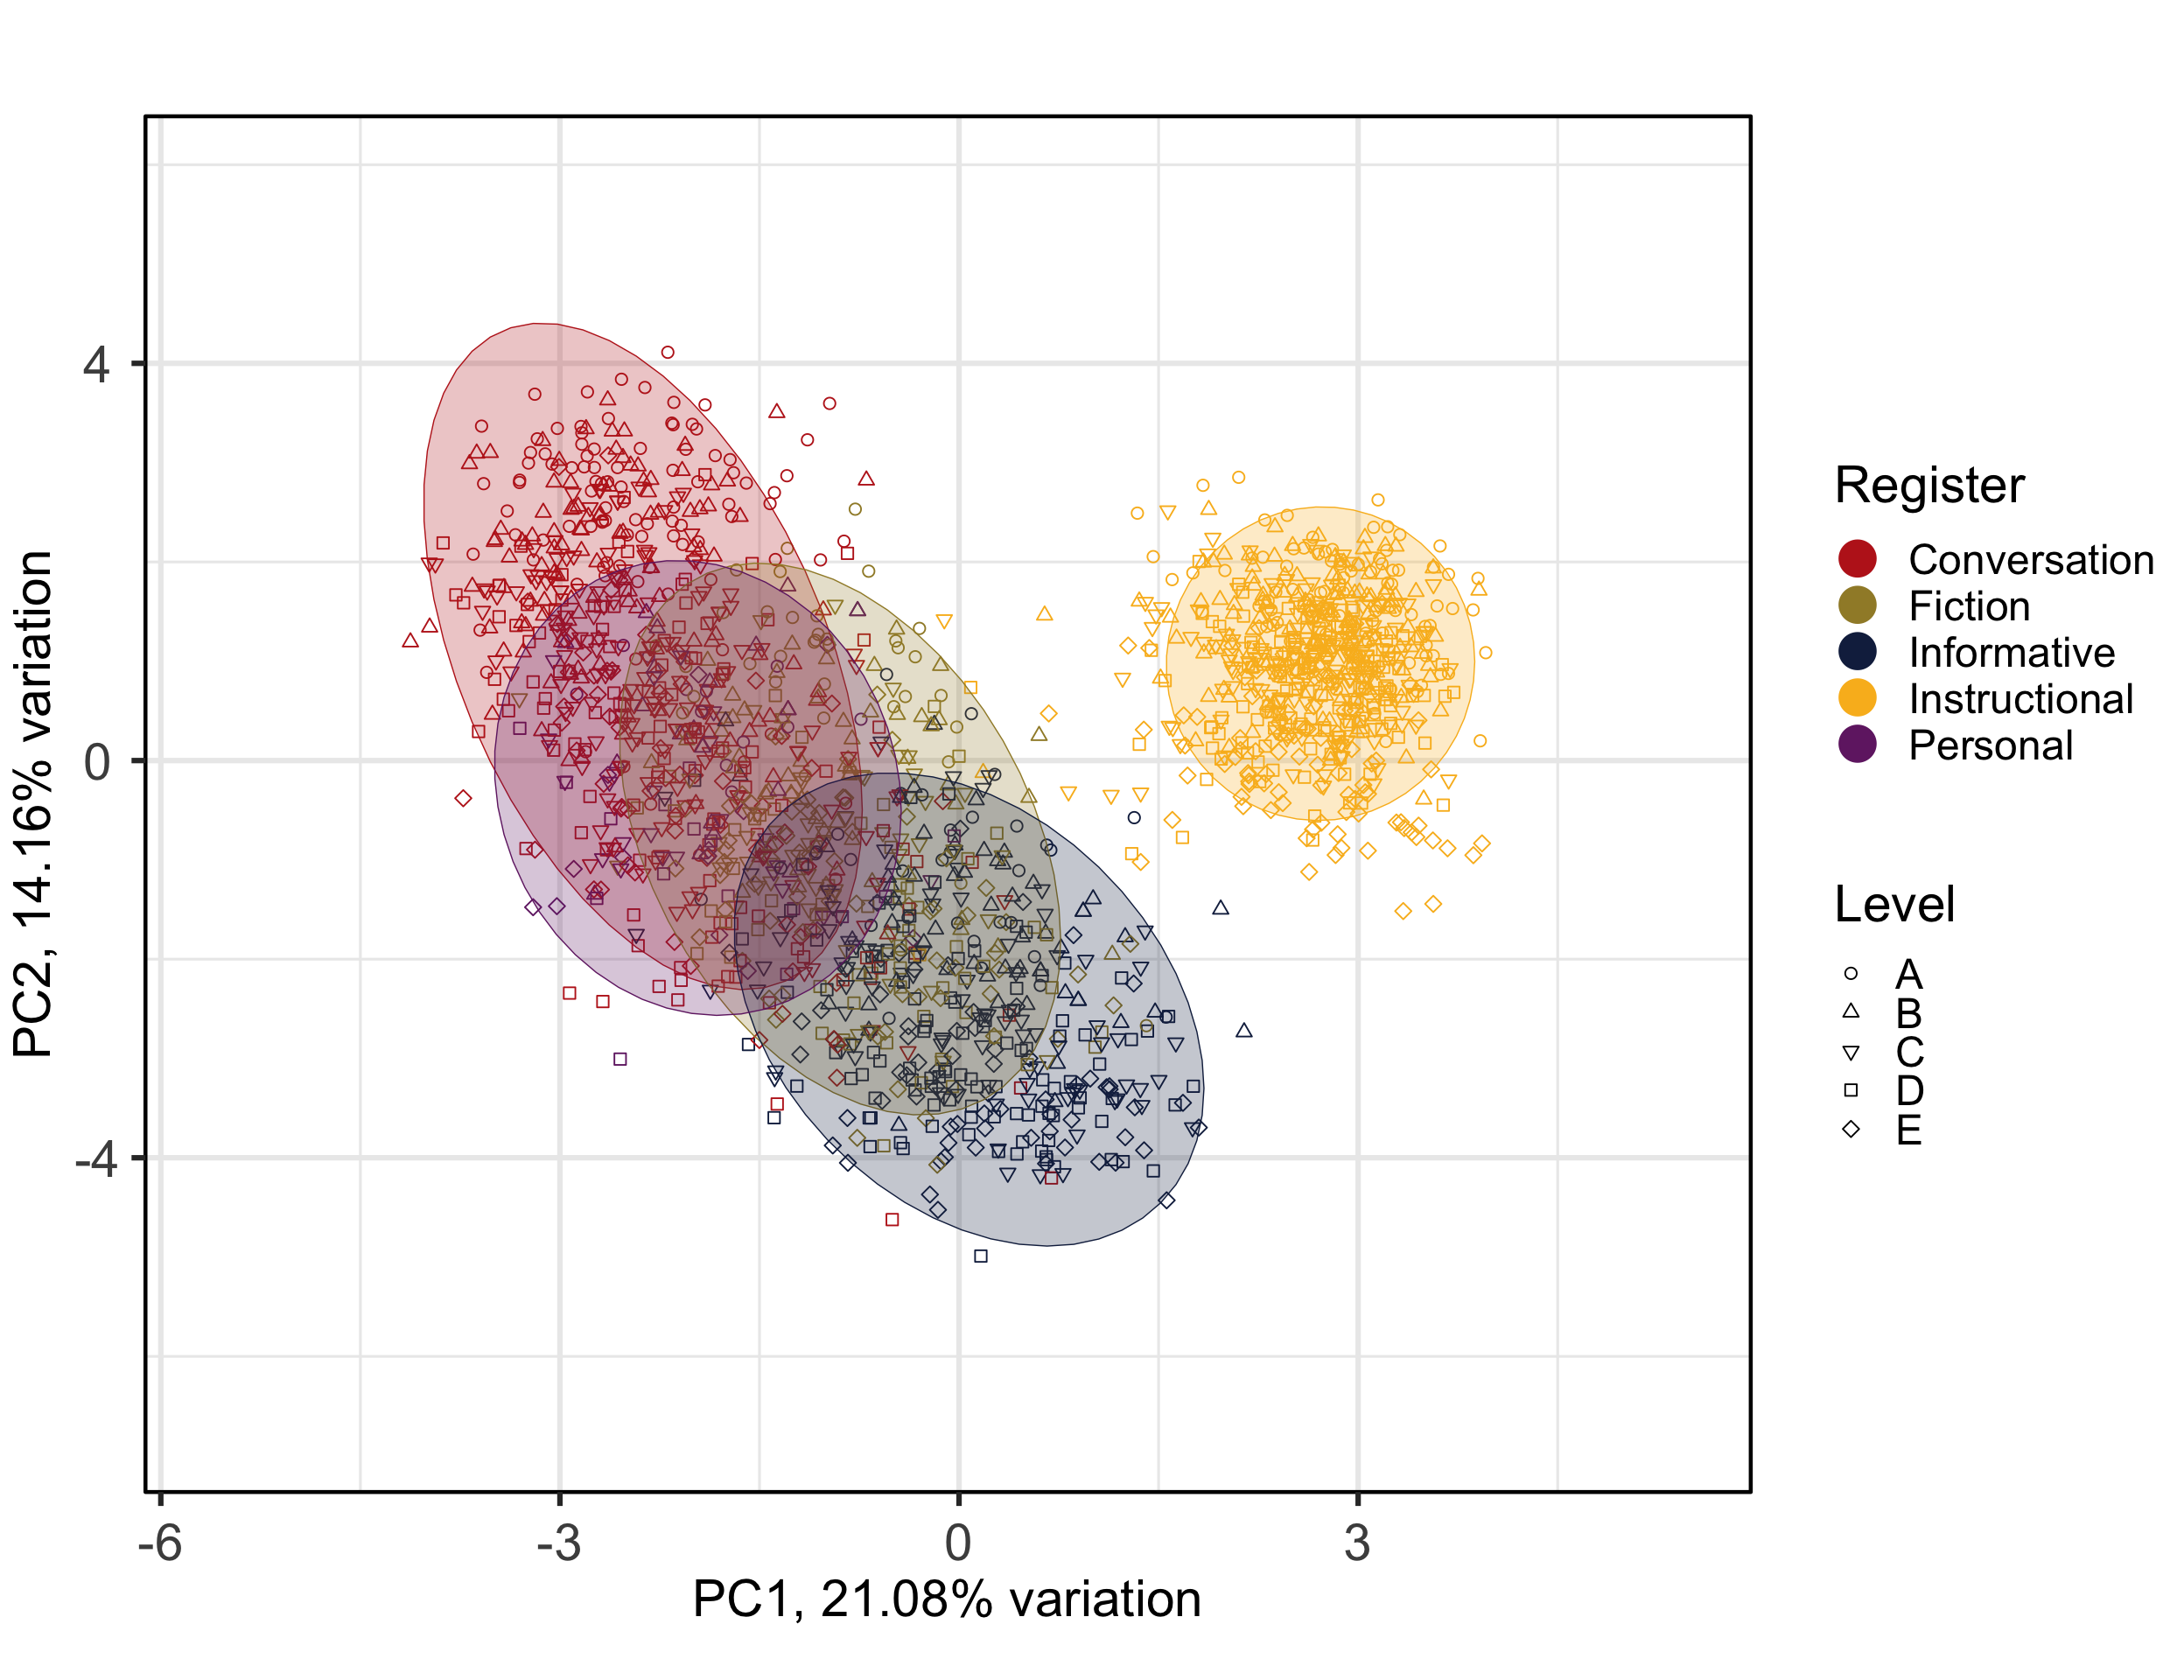 4
0
-4
PC2, 14.16% variation
-6
-3
0
3
PC1, 21.08% variation
Register
Conversation
Fiction
Informative
Instructional
Personal
Level
A
B
C
D
E